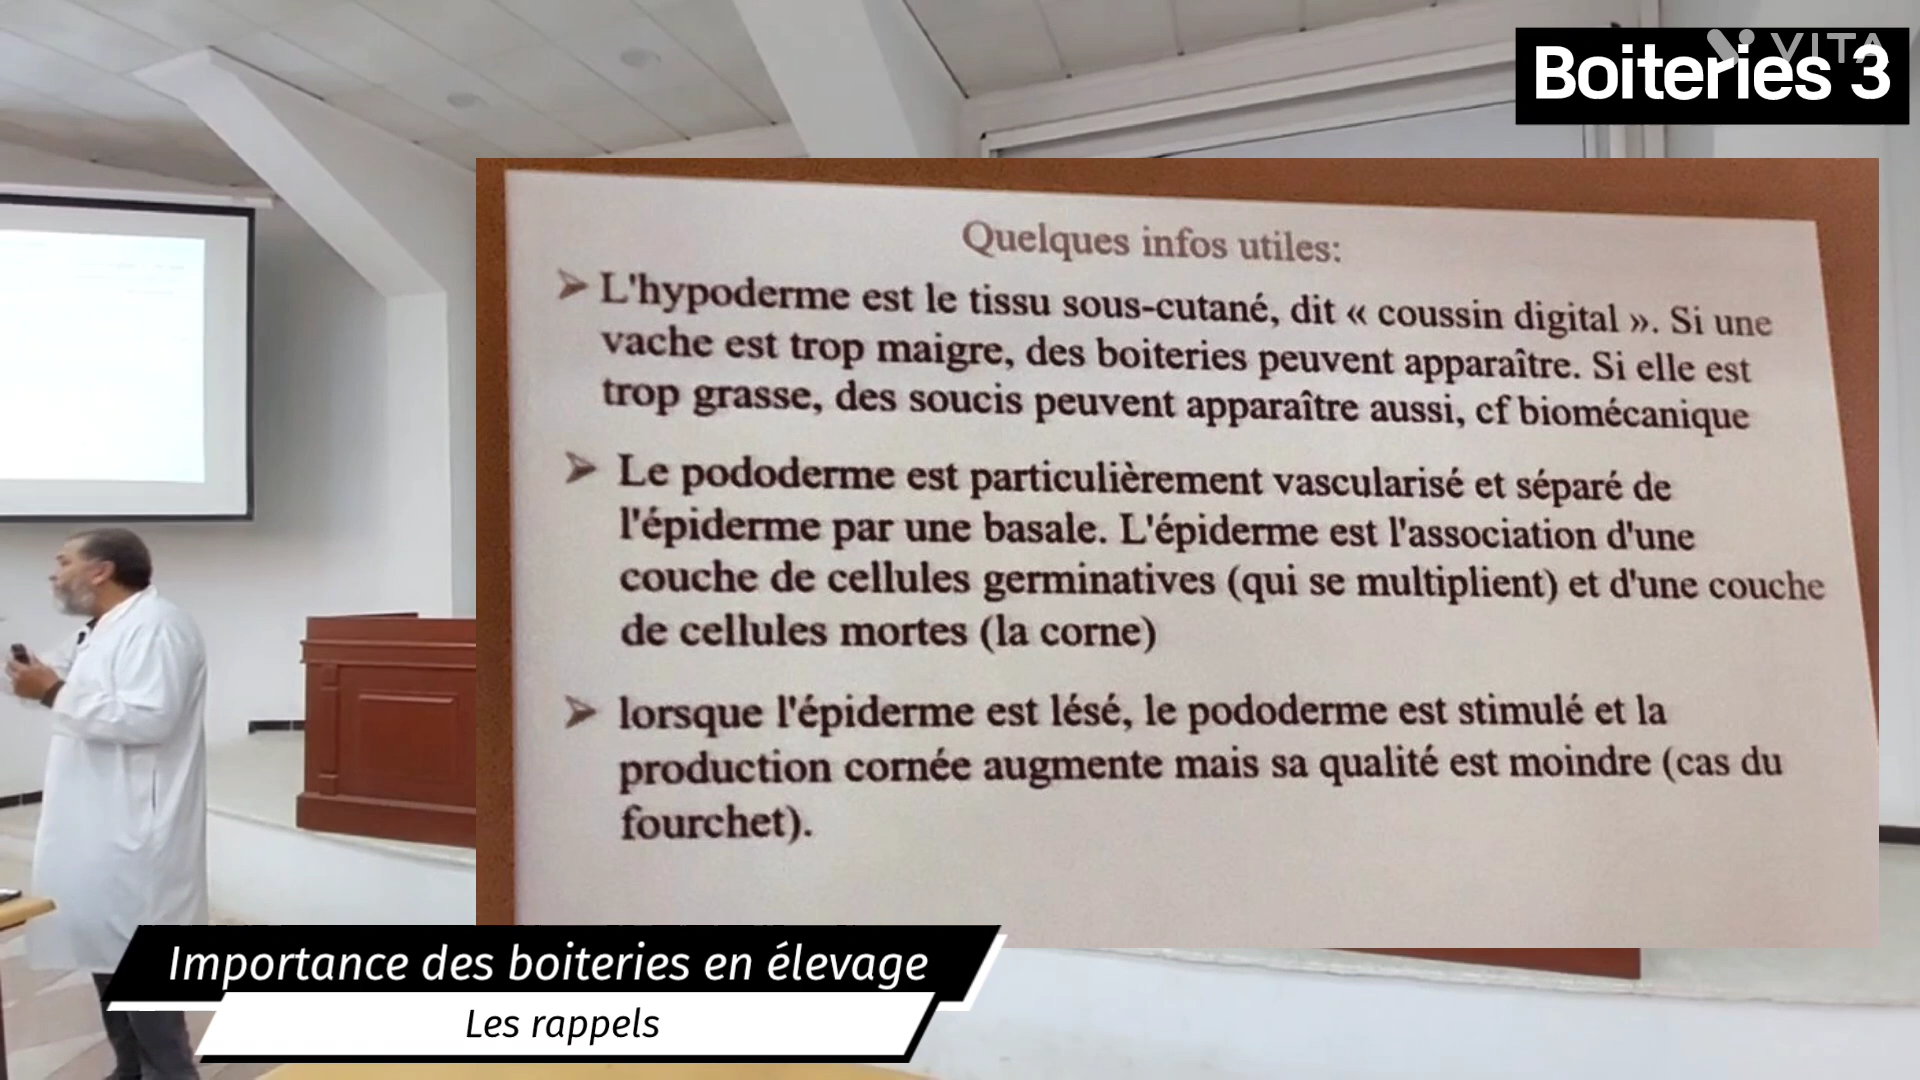 VITA
Boiteries 3
Quelques infos utiles:
➢ L'hypoderme est le tissu sous-cutané, dit « coussin digital ». Si une
vache est trop maigre, des boiteries peuvent apparaître. Si elle est
trop grasse, des soucis peuvent apparaître aussi, cf biomécanique
➢ Le pododerme est particulièrement vascularisé et séparé de
l'épiderme par une basale. L'épiderme est l'association d'une
couche de cellules germinatives (qui se multiplient) et d'une couche
de cellules mortes (la corne)
➢ lorsque l'épiderme est lésé, le pododerme est stimulé et la
production cornée augmente mais sa qualité est moindre (cas du
fourchet).
Importance des boiteries en élevage
Les rappels